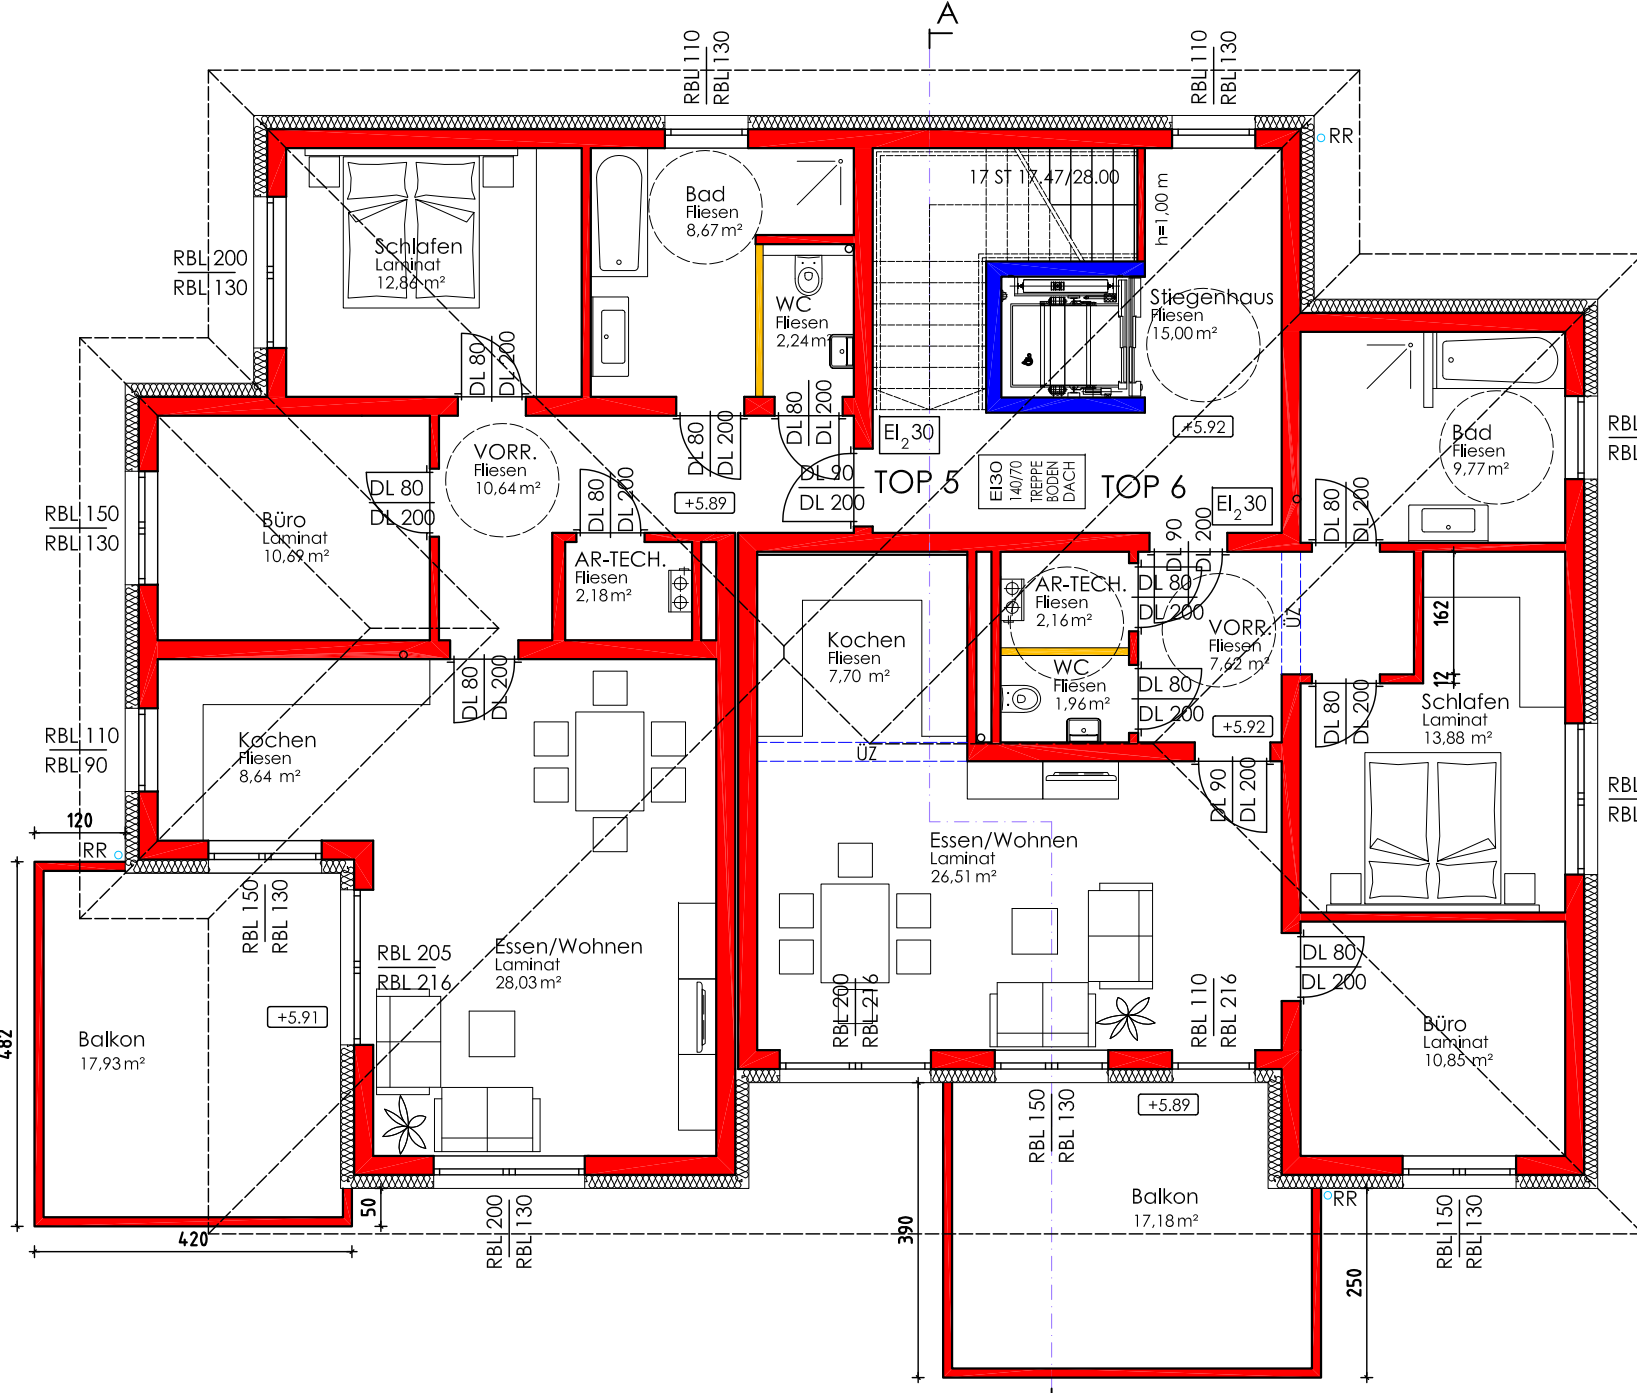 A
RBL 110
RBL 130
RBL 110
RBL 130
RR
17 ST 17.47/28.00
h=1,00 m
Bad
Fliesen
8,67 m²
Schlafen
Laminat
12,86 m²
RBL 200
RBL 130
WC
Fliesen
2,24 m²
Stiegenhaus
Fliesen
15,00 m²
DL 80
DL 200
DL 80
DL 200
DL 80
DL 200
EI₂30
+5.92
Bad
Fliesen
9,77 m²
RBL
RBL
VORR.
Fliesen
10,64 m²
DL 80
DL 200
DL 80
DL 200
+5.89
DL 90
DL 200
TOP 5
EI30
140/70
TREPPE
BODEN
DACH
TOP 6
EI₂30
DL 80
DL 200
RBL 150
RBL 130
Büro
Laminat
10,69 m²
AR-TECH.
Fliesen
2,18 m²
DL 90
DL 200
AR-TECH.
Fliesen
2,16 m²
DL 80
DL 200
ÜZ
162
12
Kochen
Fliesen
7,70 m²
VORR.
Fliesen
7,62 m²
WC
Fliesen
1,96 m²
DL 80
DL 200
DL 80
DL 200
DL 80
DL 200
Schlafen
Laminat
13,88 m²
+5.92
RBL 110
RBL 90
Kochen
Fliesen
8,64 m²
ÜZ
DL 90
DL 200
RBL
RBL
120
RR
Essen/Wohnen
Laminat
26,51 m²
RBL 150
RBL 130
RBL 205
RBL 216
Essen/Wohnen
Laminat
28,03 m²
DL 80
DL 200
RBL 200
RBL 216
RBL 110
RBL 216
+5.91
482
Balkon
17,93 m²
Büro
Laminat
10,85 m²
+5.89
RBL 150
RBL 130
50
420
RBL 200
RBL 130
390
Balkon
17,18 m²
RR
RBL 150
RBL 130
250